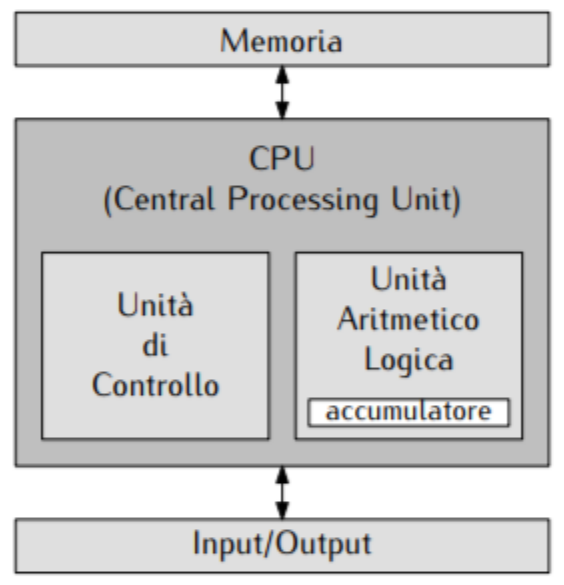 Memoria
CPU
(Central Processing Unit)
Unità
di
Controllo
Unità
Aritmetico
Logica
accumulatore
Input/Output